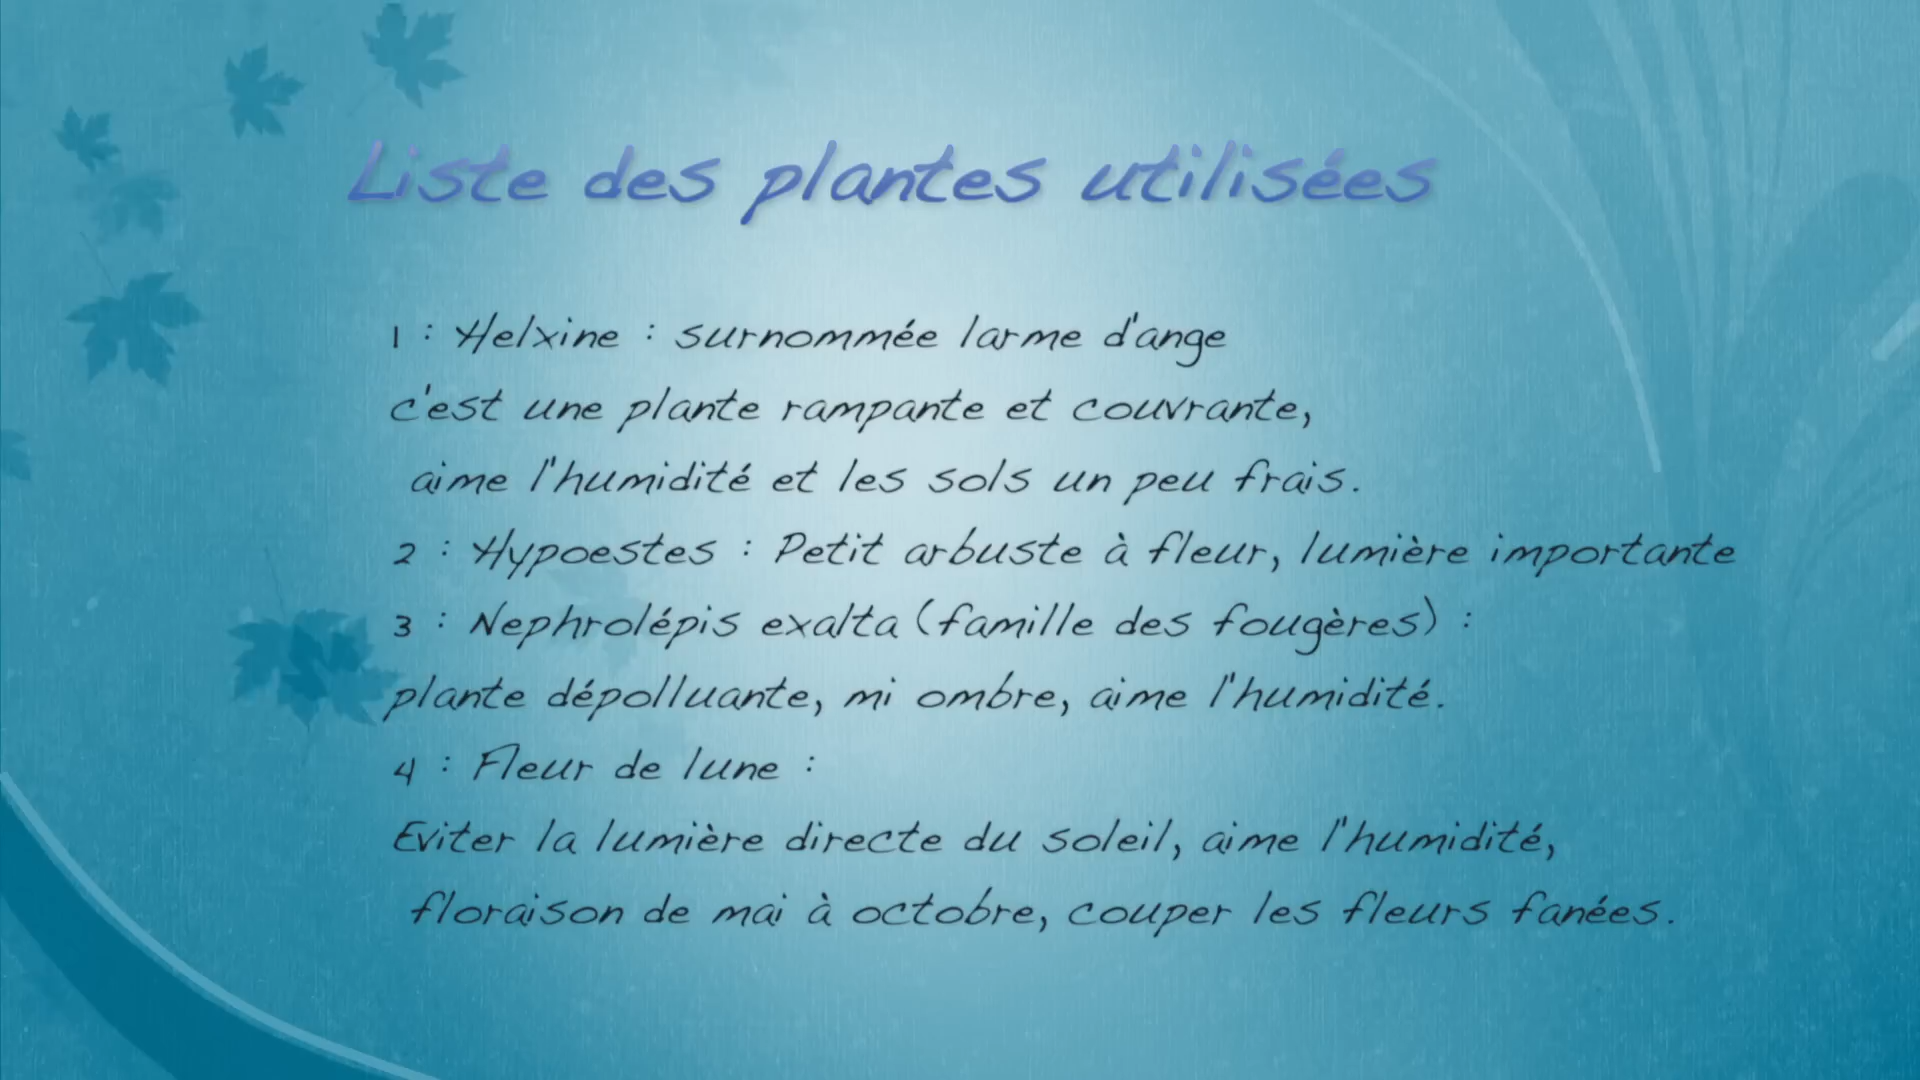 Liste des plantes utilisées
1 : Helxine : surnommée larme d'ange
c'est une plante rampante et couvrante,
aime l'humidité et les sols un peu frais.
2 : Hypoestes : Petit arbuste à fleur, lumière importante
3 : Nephrolépis exalta (famille des fougères) :
plante dépolluante, mi ombre, aime l'humidité.
4 : Fleur de lune :
Eviter la lumière directe du soleil, aime l'humidité,
floraison de mai à octobre, couper les fleurs fanées.